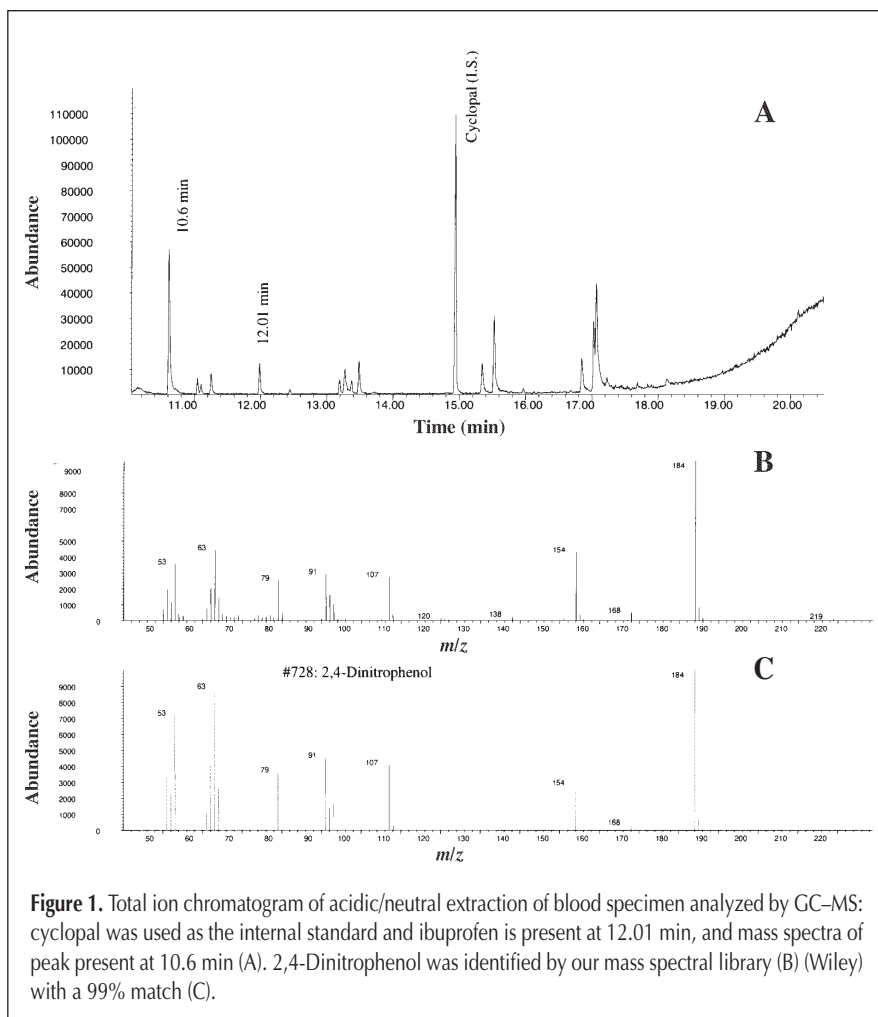 A
Cyclopal (I.S.)
10.6 min
12.01 min
Abundance
110000
100000
90000
80000
70000
60000
50000
40000
30000
20000
10000
11.00 12.00 13.00 14.00 15.00 16.00 17.00 18.00 19.00 20.00
Time (min)
B
Abundance
9000
8000
7000
6000
5000
4000
3000
2000
1000
0
53 63 79 91 107 120 138 154 168 184 219
50 60 70 80 90 100 110 120 130 140 150 160 170 180 190 200 210 220
m/z
#728: 2,4-Dinitrophenol
C
Abundance
9000
8000
7000
6000
5000
4000
3000
2000
1000
0
53 63 79 91 107 154 168 184
50 60 70 80 90 100 110 120 130 140 150 160 170 180 190 200 210 220
m/z
Figure 1. Total ion chromatogram of acidic/neutral extraction of blood specimen analyzed by GC–MS:
cyclopal was used as the internal standard and ibuprofen is present at 12.01 min, and mass spectra of
peak present at 10.6 min (A). 2,4-Dinitrophenol was identified by our mass spectral library (B) (Wiley)
with a 99% match (C).